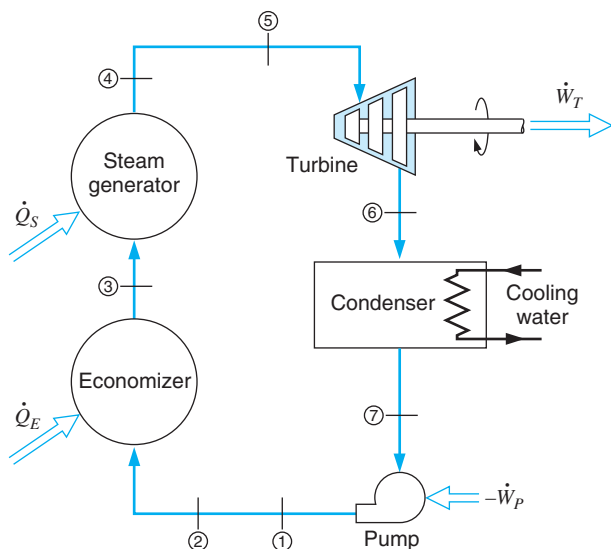 ⑤
④
Ẇ_T
Steam
generator
Turbine
Q̇_S
⑥
③
Condenser
Cooling
water
Economizer
Q̇_E
⑦
−Ẇ_P
②
①
Pump